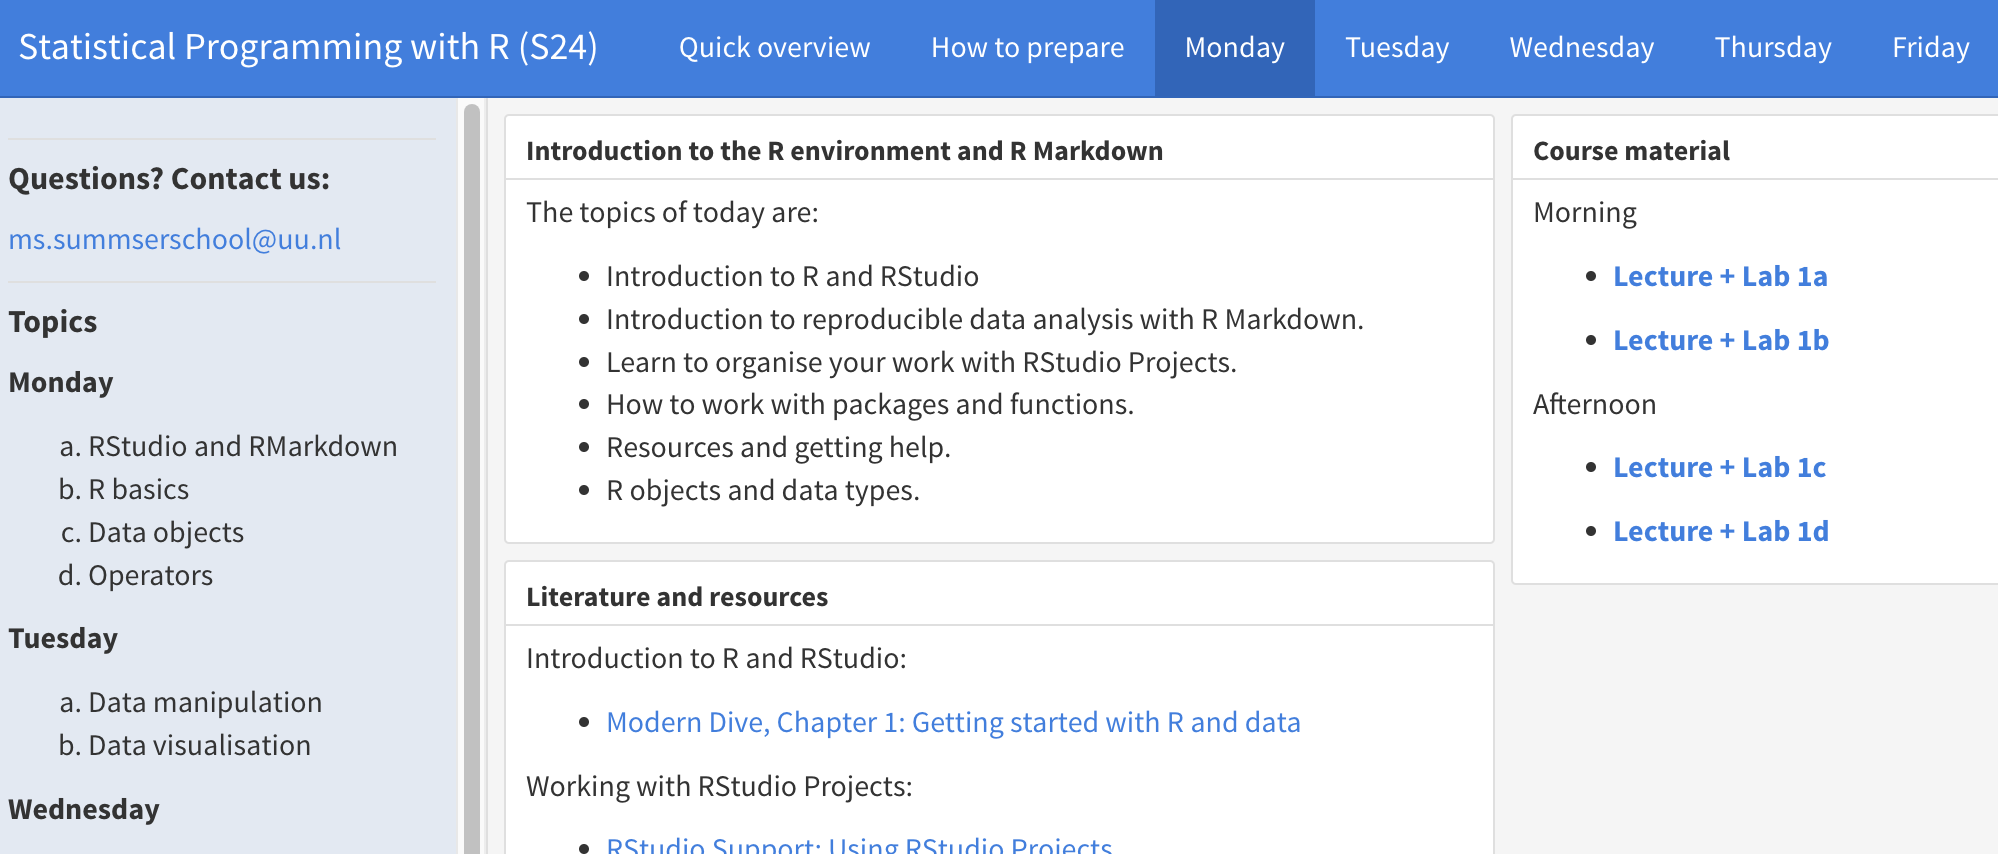 Statistical Programming with R (S24)
Quick overview
How to prepare
Monday
Tuesday
Wednesday
Thursday
Friday
Questions? Contact us:
ms.summserschool@uu.nl
Topics
Monday
a. RStudio and RMarkdown
b. R basics
c. Data objects
d. Operators
Tuesday
a. Data manipulation
b. Data visualisation
Wednesday
Introduction to the R environment and R Markdown
The topics of today are:
• Introduction to R and RStudio
• Introduction to reproducible data analysis with R Markdown.
• Learn to organise your work with RStudio Projects.
• How to work with packages and functions.
• Resources and getting help.
• R objects and data types.
Literature and resources
Introduction to R and RStudio:
• Modern Dive, Chapter 1: Getting started with R and data
Working with RStudio Projects:
• RStudio Support: Using RStudio Projects
Course material
Morning
• Lecture + Lab 1a
• Lecture + Lab 1b
Afternoon
• Lecture + Lab 1c
• Lecture + Lab 1d